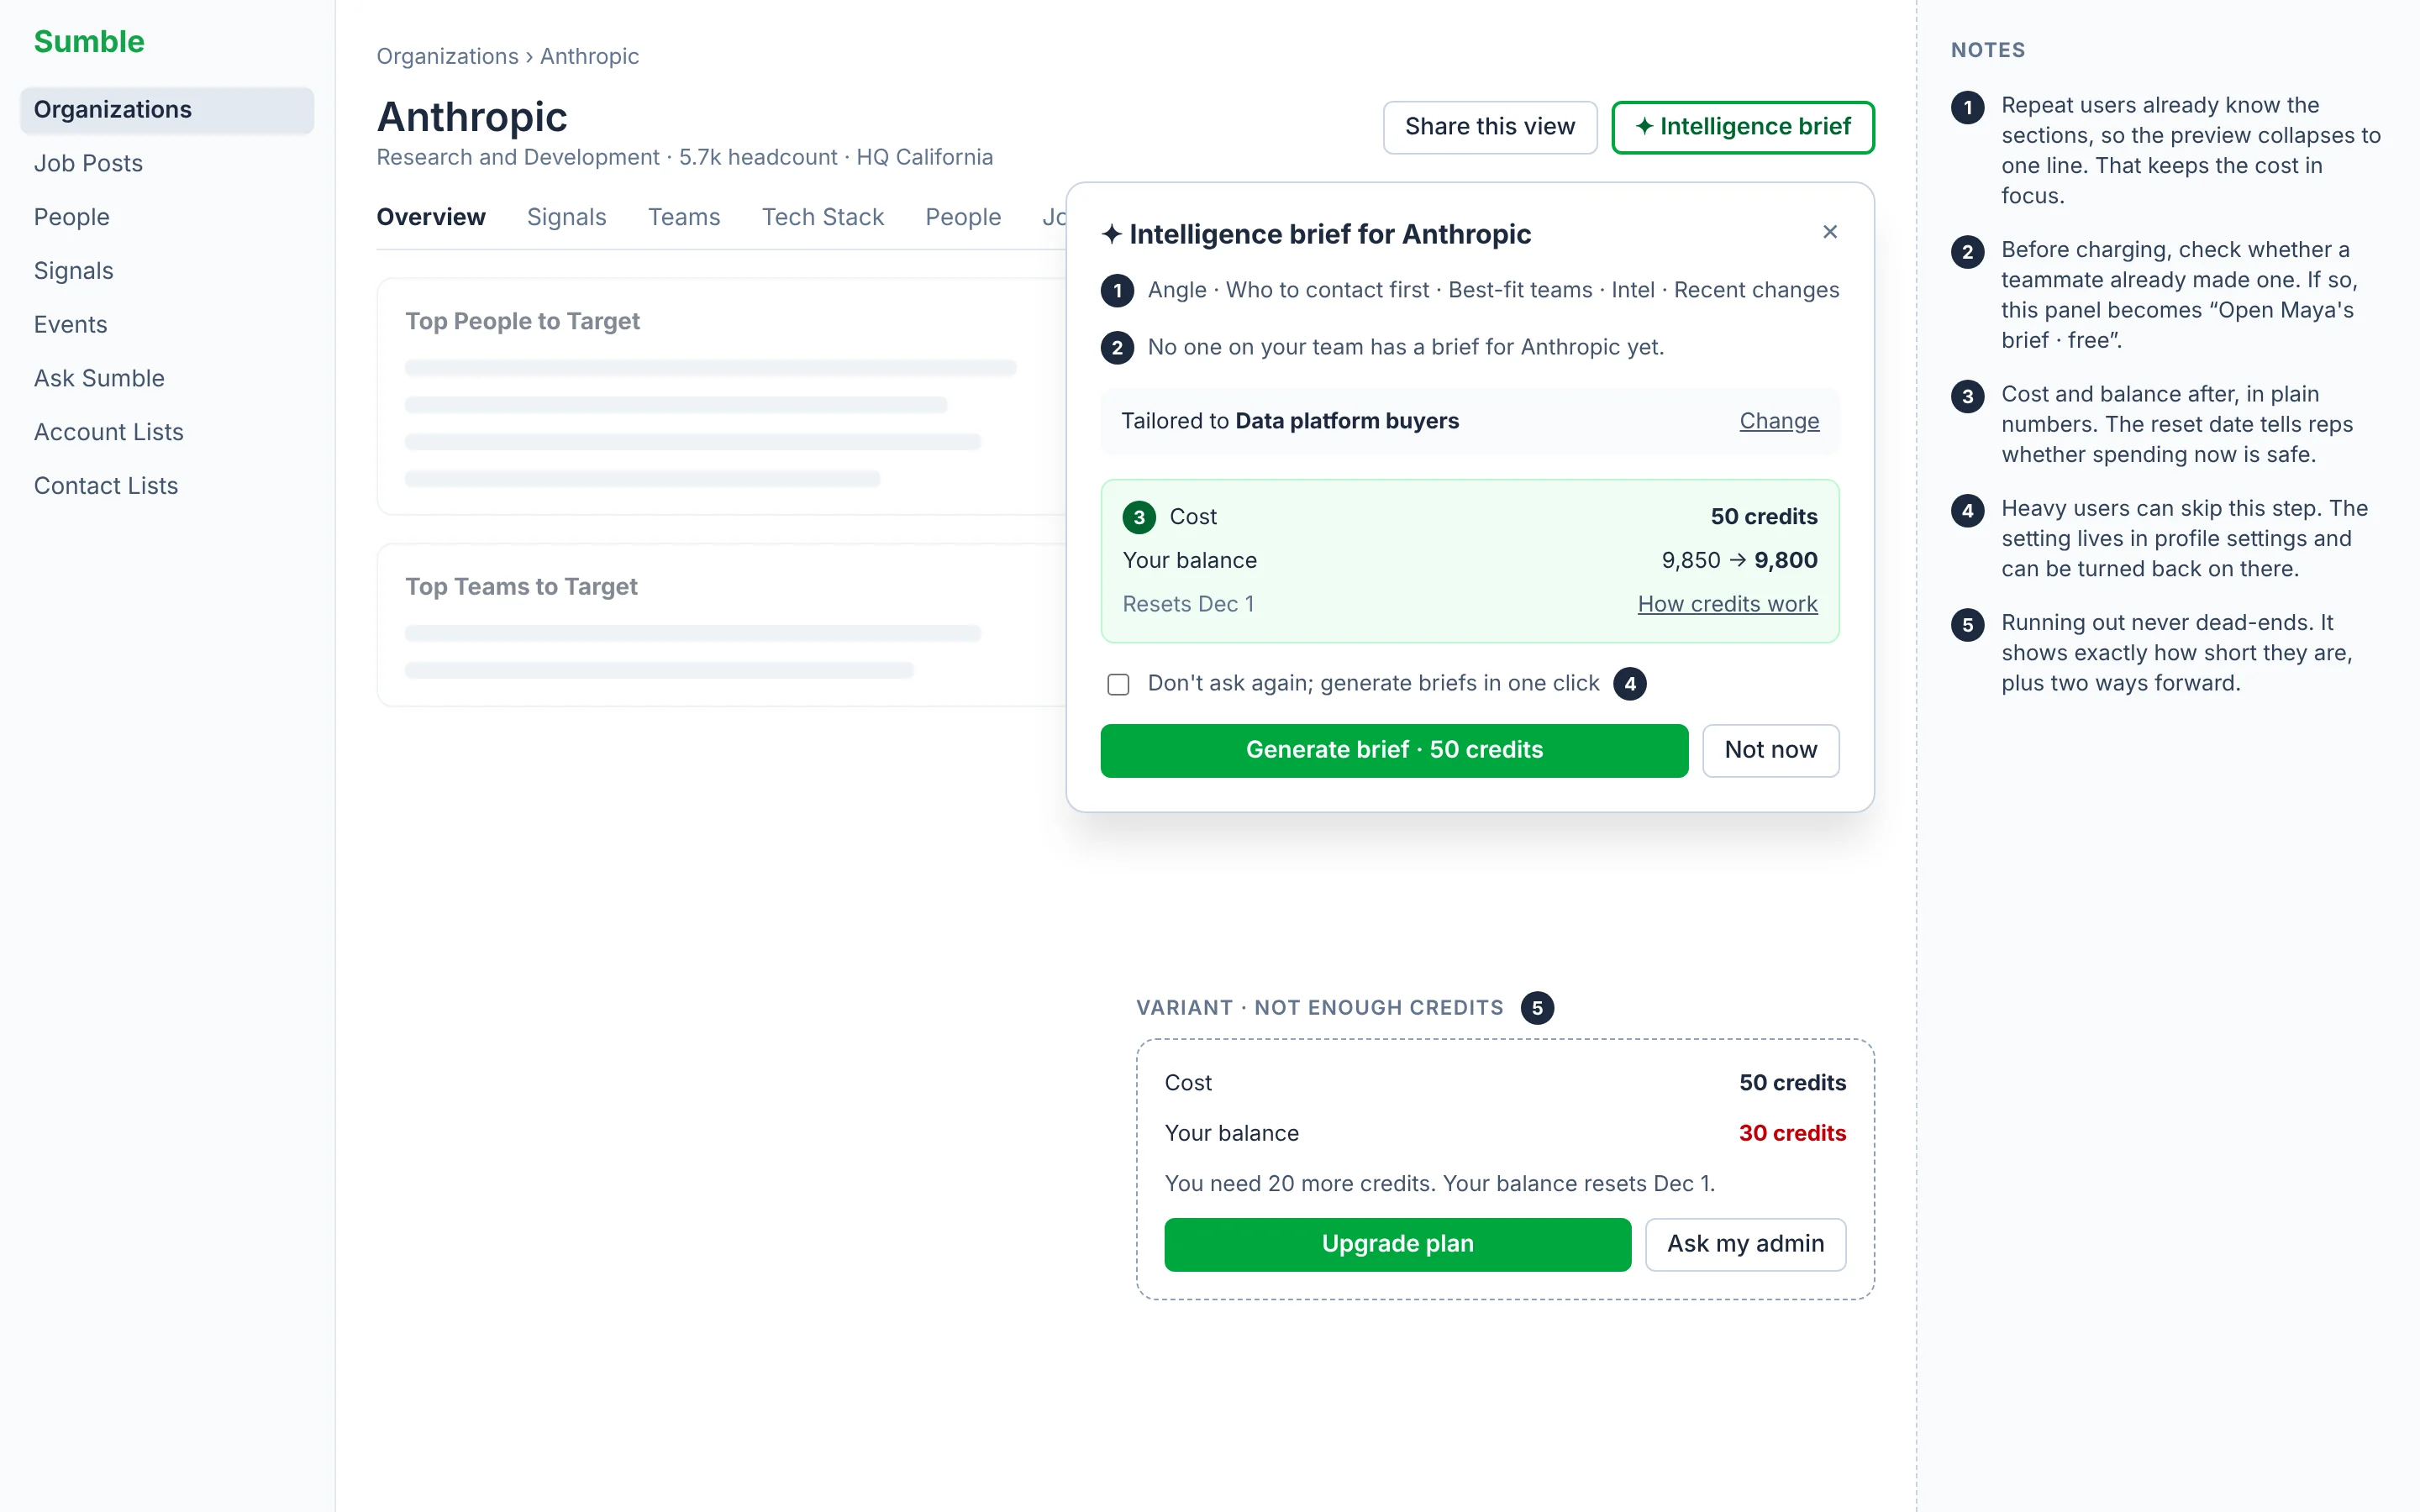 Sumble
Organizations
Job Posts
People
Signals
Events
Ask Sumble
Account Lists
Contact Lists
Organizations › Anthropic
Anthropic
Research and Development · 5.7k headcount · HQ California
Share this view
✦ Intelligence brief
Overview
Signals
Teams
Tech Stack
People
Top People to Target
Top Teams to Target
✦ Intelligence brief for Anthropic
×
1 Angle · Who to contact first · Best-fit teams · Intel · Recent changes
2 No one on your team has a brief for Anthropic yet.
Tailored to Data platform buyers
Change
3 Cost
50 credits
Your balance
9,850 → 9,800
Resets Dec 1
How credits work
Don't ask again; generate briefs in one click 4
Generate brief · 50 credits
Not now
VARIANT · NOT ENOUGH CREDITS 5
Cost
50 credits
Your balance
30 credits
You need 20 more credits. Your balance resets Dec 1.
Upgrade plan
Ask my admin
NOTES
1 Repeat users already know the
sections, so the preview collapses to
one line. That keeps the cost in
focus.
2 Before charging, check whether a
teammate already made one. If so,
this panel becomes “Open Maya's
brief · free”.
3 Cost and balance after, in plain
numbers. The reset date tells reps
whether spending now is safe.
4 Heavy users can skip this step. The
setting lives in profile settings and
can be turned back on there.
5 Running out never dead-ends. It
shows exactly how short they are,
plus two ways forward.